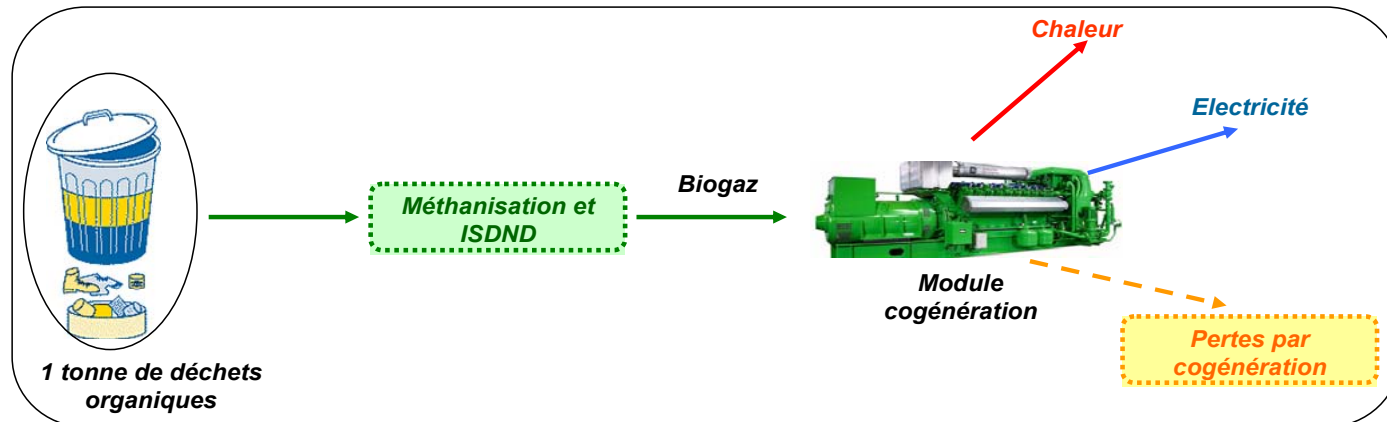 Chaleur
Electricité
Biogaz
Méthanisation et
ISDND
Module
cogénération
Pertes par
cogénération
1 tonne de déchets
organiques